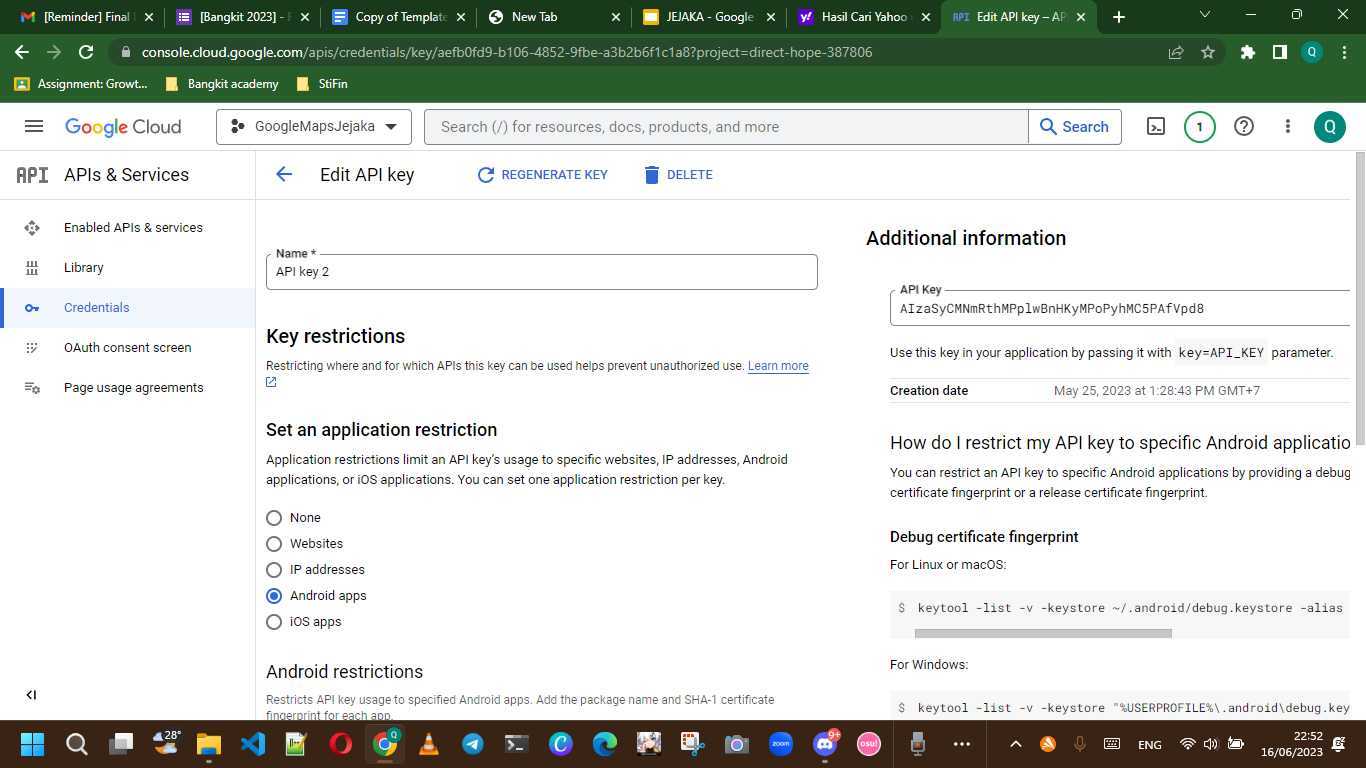 [Reminder] Final
[Bangkit 2023] -
Copy of Template
New Tab
JEJAKA - Google
Hasil Cari Yahoo
API Edit API key – AP
console.cloud.google.com/apis/credentials/key/aefb0fd9-b106-4852-9fbe-a3b2b6f1c1a8?project=direct-hope-387806
Q
Assignment: Growt...
Bangkit academy
StiFin
Google Cloud
GoogleMapsJejaka
Search (/) for resources, docs, products, and more
Search
1
Q
API APIs & Services
Edit API key
REGENERATE KEY
DELETE
Enabled APIs & services
Library
Credentials
OAuth consent screen
Page usage agreements
Name *
API key 2
Key restrictions
Restricting where and for which APIs this key can be used helps prevent unauthorized use. Learn more
Set an application restriction
Application restrictions limit an API key’s usage to specific websites, IP addresses, Android
applications, or iOS applications. You can set one application restriction per key.
None
Websites
IP addresses
Android apps
iOS apps
Android restrictions
Restricts API key usage to specified Android apps. Add the package name and SHA-1 certificate
fingerprint for each app.
Additional information
API Key
AIzaSyCMNmRthMPplwBnHKyMPoPyhMC5PAfVpd8
Use this key in your application by passing it with key=API_KEY parameter.
Creation date
May 25, 2023 at 1:28:43 PM GMT+7
How do I restrict my API key to specific Android applicatio
You can restrict an API key to specific Android applications by providing a debug
certificate fingerprint or a release certificate fingerprint.
Debug certificate fingerprint
For Linux or macOS:
$ keytool -list -v -keystore ~/.android/debug.keystore -alias
For Windows:
$ keytool -list -v -keystore "%USERPROFILE%\.android\debug.key
28°
Q
zoom
9+
osu!
ENG
22:52
16/06/2023